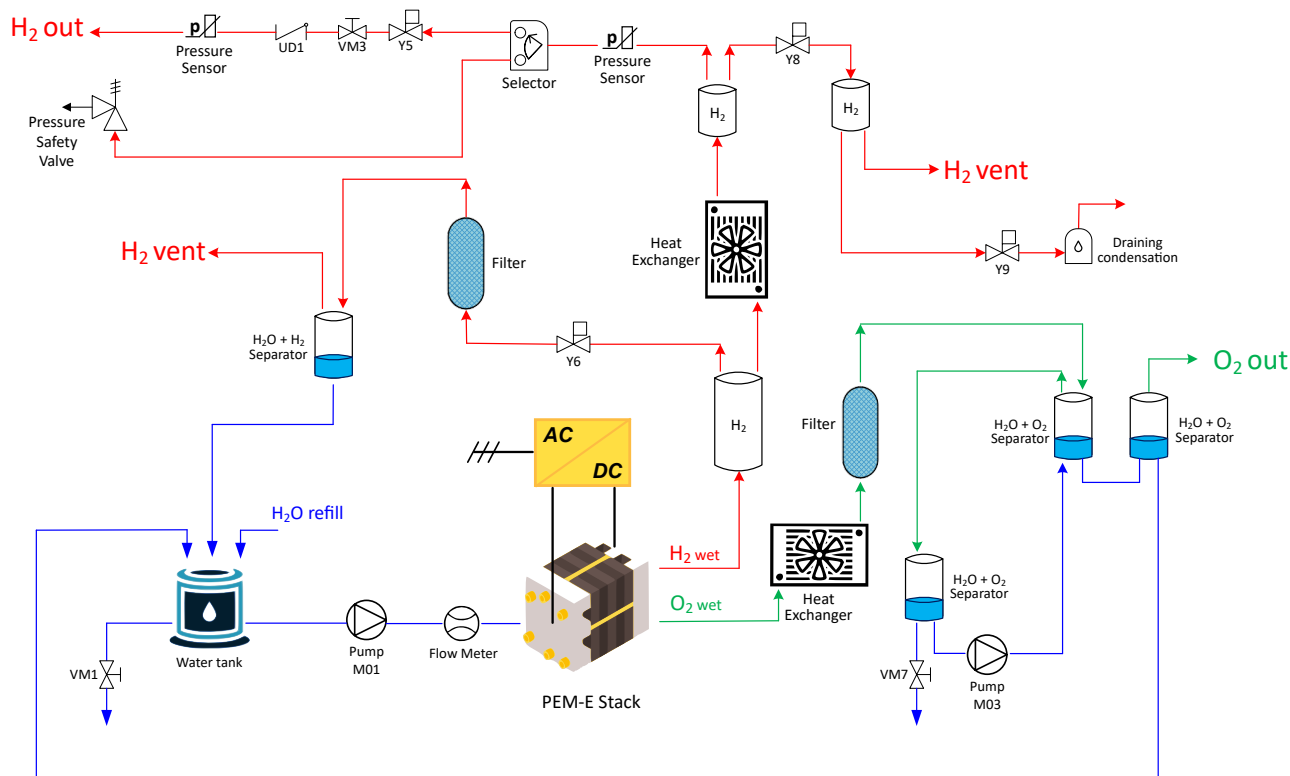 H₂ out
p
Pressure
Sensor
UD1
VM3
Y5
Selector
p
Pressure
Sensor
H₂
Y8
H₂
Pressure
Safety
Valve
H₂ vent
H₂ vent
Filter
Heat
Exchanger
Y9
Draining
condensation
H₂O + H₂
Separator
Y6
H₂
O₂ out
Filter
H₂O + O₂
Separator
H₂O + O₂
Separator
AC
DC
H₂O refill
H₂ wet
O₂ wet
Heat
Exchanger
H₂O + O₂
Separator
Water tank
Pump
M01
Flow Meter
VM1
VM7
Pump
M03
PEM-E Stack